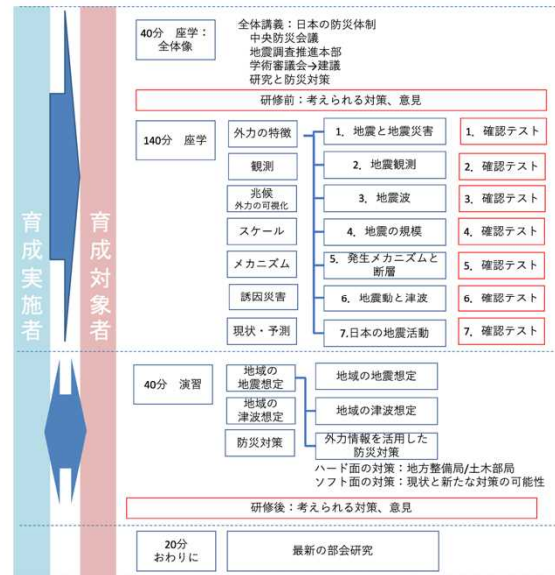 育成実施者
育成対象者
40分 座学：
全体像
全体講義：日本の防災体制
中央防災会議
地震調査推進本部
学術審議会→建議
研究と防災対策
研修前：考えられる対策、意見
140分 座学
外力の特徴
1．地震と地震災害
1．確認テスト
観測
2．地震観測
2．確認テスト
兆候
外力の可視化
3．地震波
3．確認テスト
スケール
4．地震の規模
4．確認テスト
メカニズム
5．発生メカニズムと
断層
5．確認テスト
誘因災害
6．地震動と津波
6．確認テスト
現状・予測
7.日本の地震活動
7．確認テスト
40分 演習
地域の
地震想定
地域の地震想定
地域の
津波想定
地域の津波想定
防災対策
外力情報を活用した
防災対策
ハード面の対策：地方整備局/土木部局
ソフト面の対策：現状と新たな対策の可能性
研修後：考えられる対策、意見
20分
おわりに
最新の部会研究